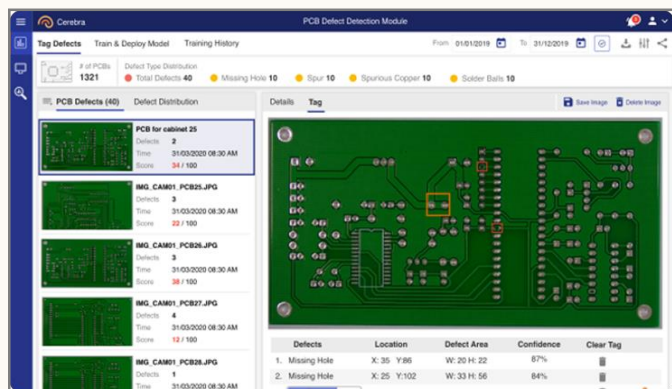 Cerebra
PCB Defect Detection Module
Tag Defects Train & Deploy Model Training History
From 01/01/2019 To 31/12/2019
# of PCBs
1321
Defect Type Distribution
Total Defects 40 Missing Hole 10 Spur 10 Spurious Copper 10 Solder Balls 10
PCB Defects (40) Defect Distribution
Details Tag
Save Image Delete Image
PCB for cabinet 25
Defects 2
Time 31/03/2020 08:30 AM
Score 34 / 100
IMG_CAM01_PCB25.JPG
Defects 3
Time 31/03/2020 08:30 AM
Score 22 / 100
IMG_CAM01_PCB26.JPG
Defects 3
Time 31/03/2020 08:30 AM
Score 38 / 100
IMG_CAM01_PCB27.JPG
Defects 4
Time 31/03/2020 08:30 AM
Score 12 / 100
IMG_CAM01_PCB28.JPG
Defects 1
Time 31/03/2020 08:30 AM
Defects Location Defect Area Confidence Clear Tag
1. Missing Hole X: 35 Y:86 W: 20 H: 22 87%
2. Missing Hole X: 25 Y:102 W: 33 H: 56 84%